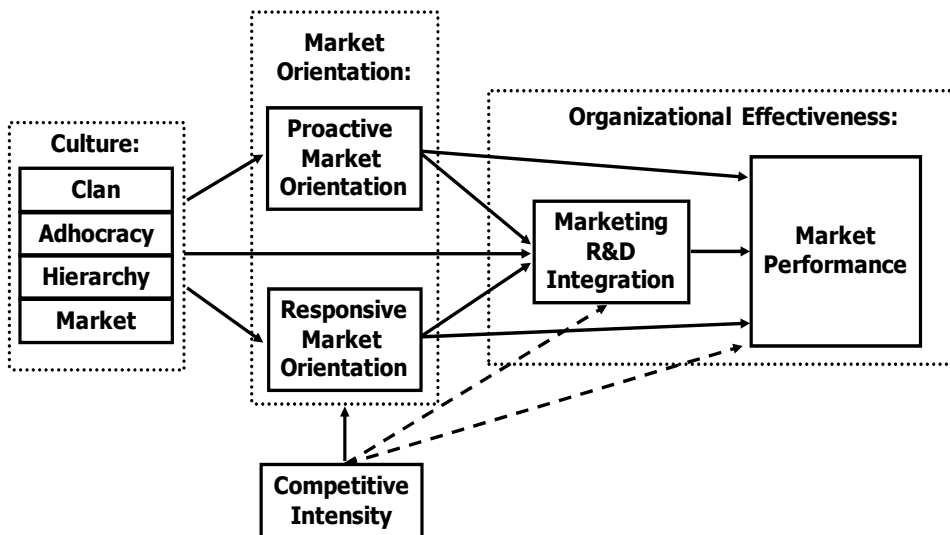 Culture:
Clan
Adhocracy
Hierarchy
Market
Market
Orientation:
Proactive
Market
Orientation
Responsive
Market
Orientation
Competitive
Intensity
Organizational Effectiveness:
Marketing
R&D
Integration
Market
Performance